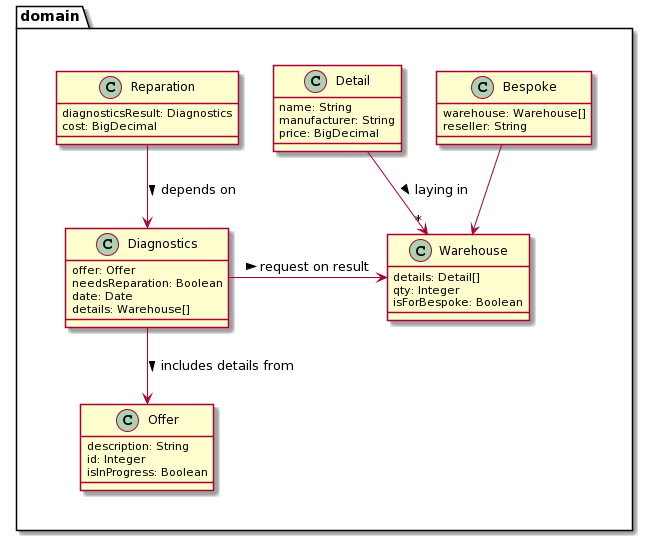 domain
C Reparation
diagnosticsResult: Diagnostics
cost: BigDecimal
C Detail
name: String
manufacturer: String
price: BigDecimal
C Bespoke
warehouse: Warehouse[]
reseller: String
depends on
laying in
*
C Diagnostics
offer: Offer
needsReparation: Boolean
date: Date
details: Warehouse[]
request on result
C Warehouse
details: Detail[]
qty: Integer
isForBespoke: Boolean
includes details from
C Offer
description: String
id: Integer
isInProgress: Boolean